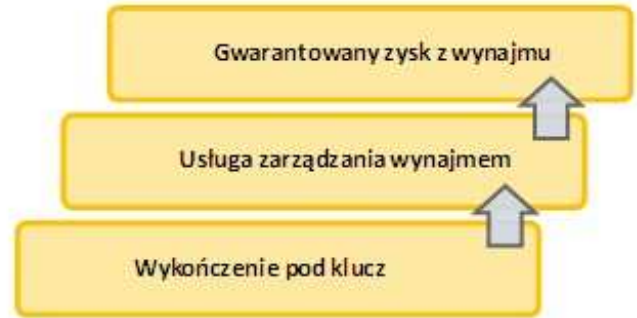 Gwarantowany zysk z wynajmu
Usługa zarządzania wynajmem
Wykończenie pod klucz